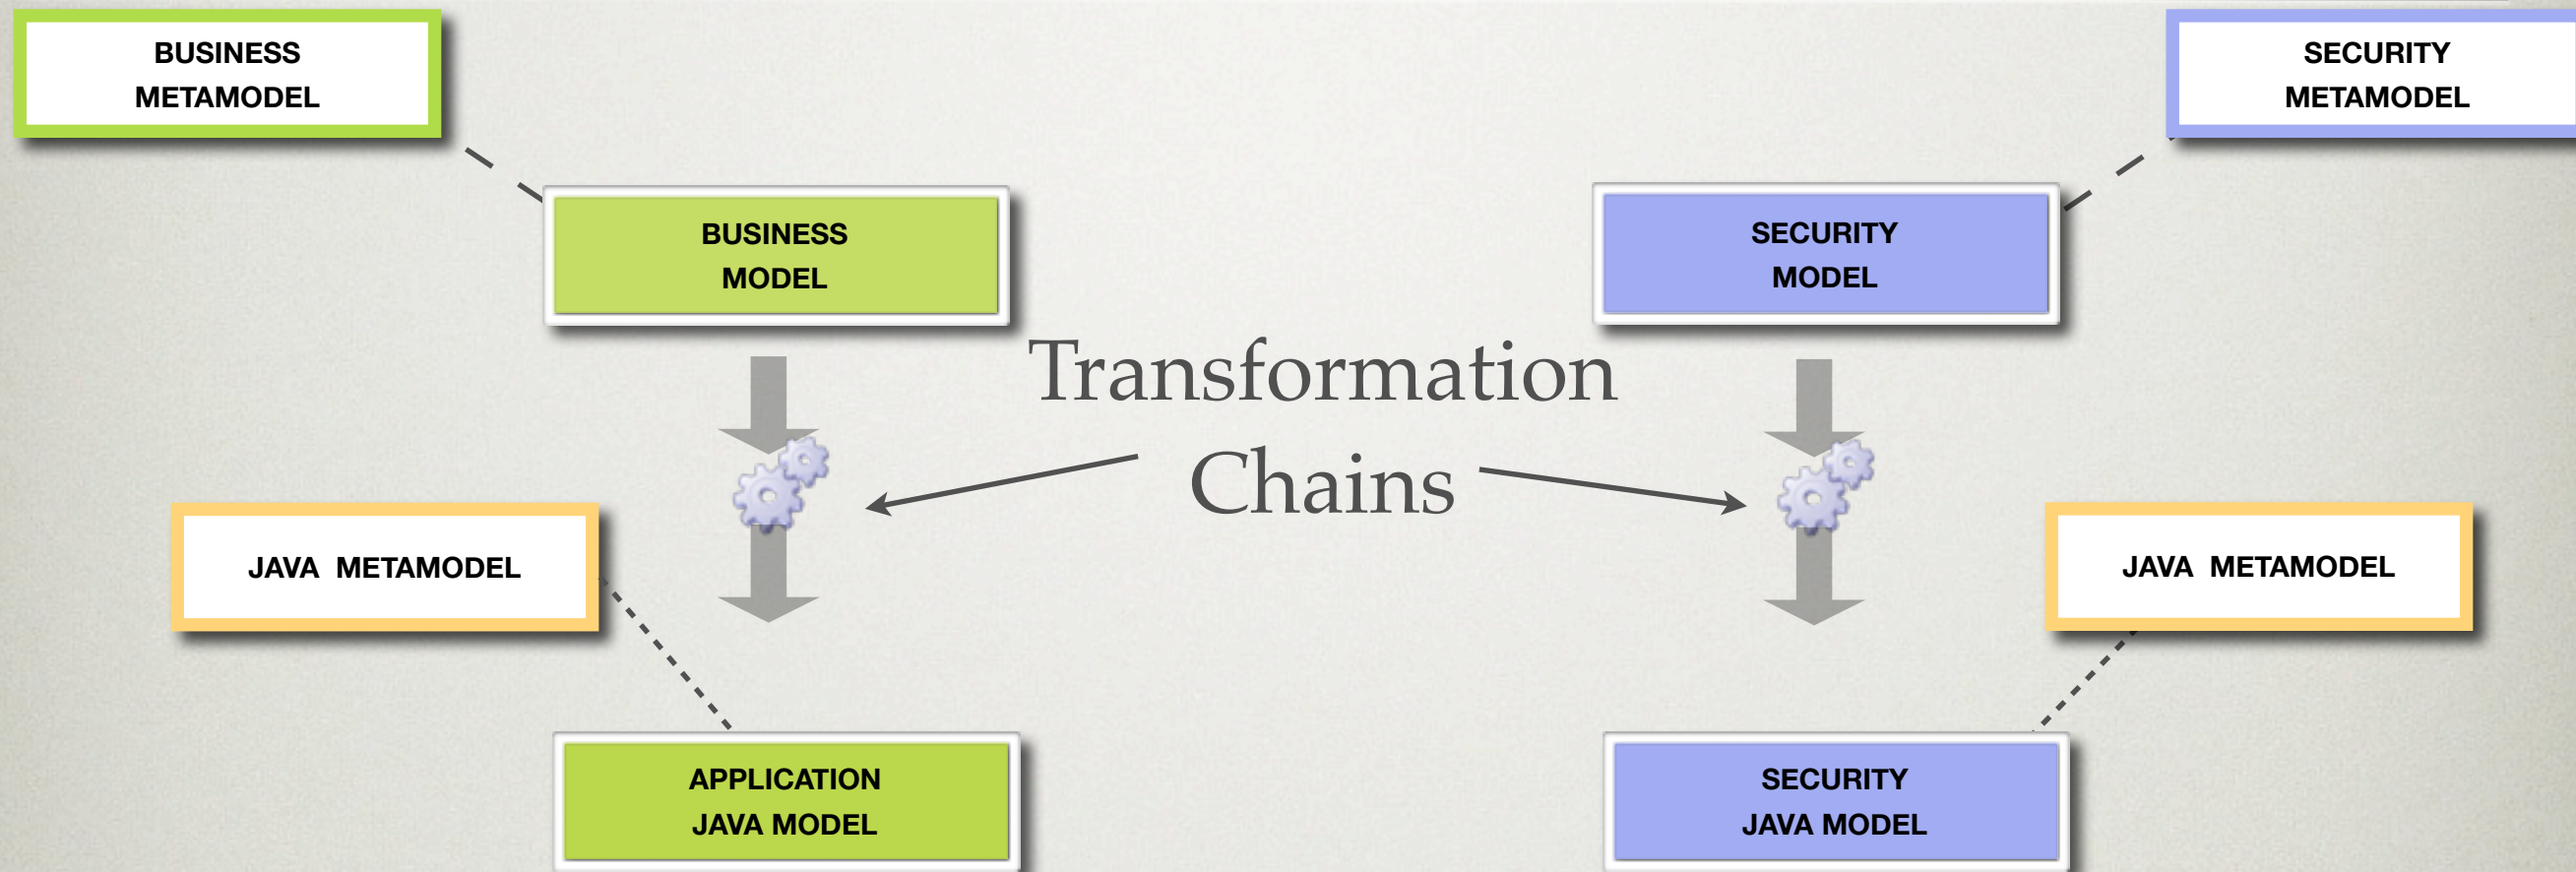 BUSINESS
METAMODEL
SECURITY
METAMODEL
BUSINESS
MODEL
SECURITY
MODEL
Transformation
Chains
JAVA METAMODEL
JAVA METAMODEL
APPLICATION
JAVA MODEL
SECURITY
JAVA MODEL